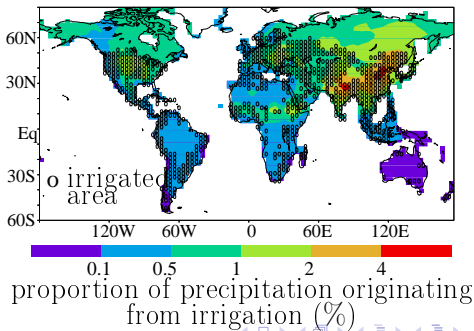 60N
30N
Eq
30S
60S
o irrigated
area
120W 60W 0 60E 120E
0.1 0.5 1 2 4
proportion of precipitation originating
from irrigation (%)